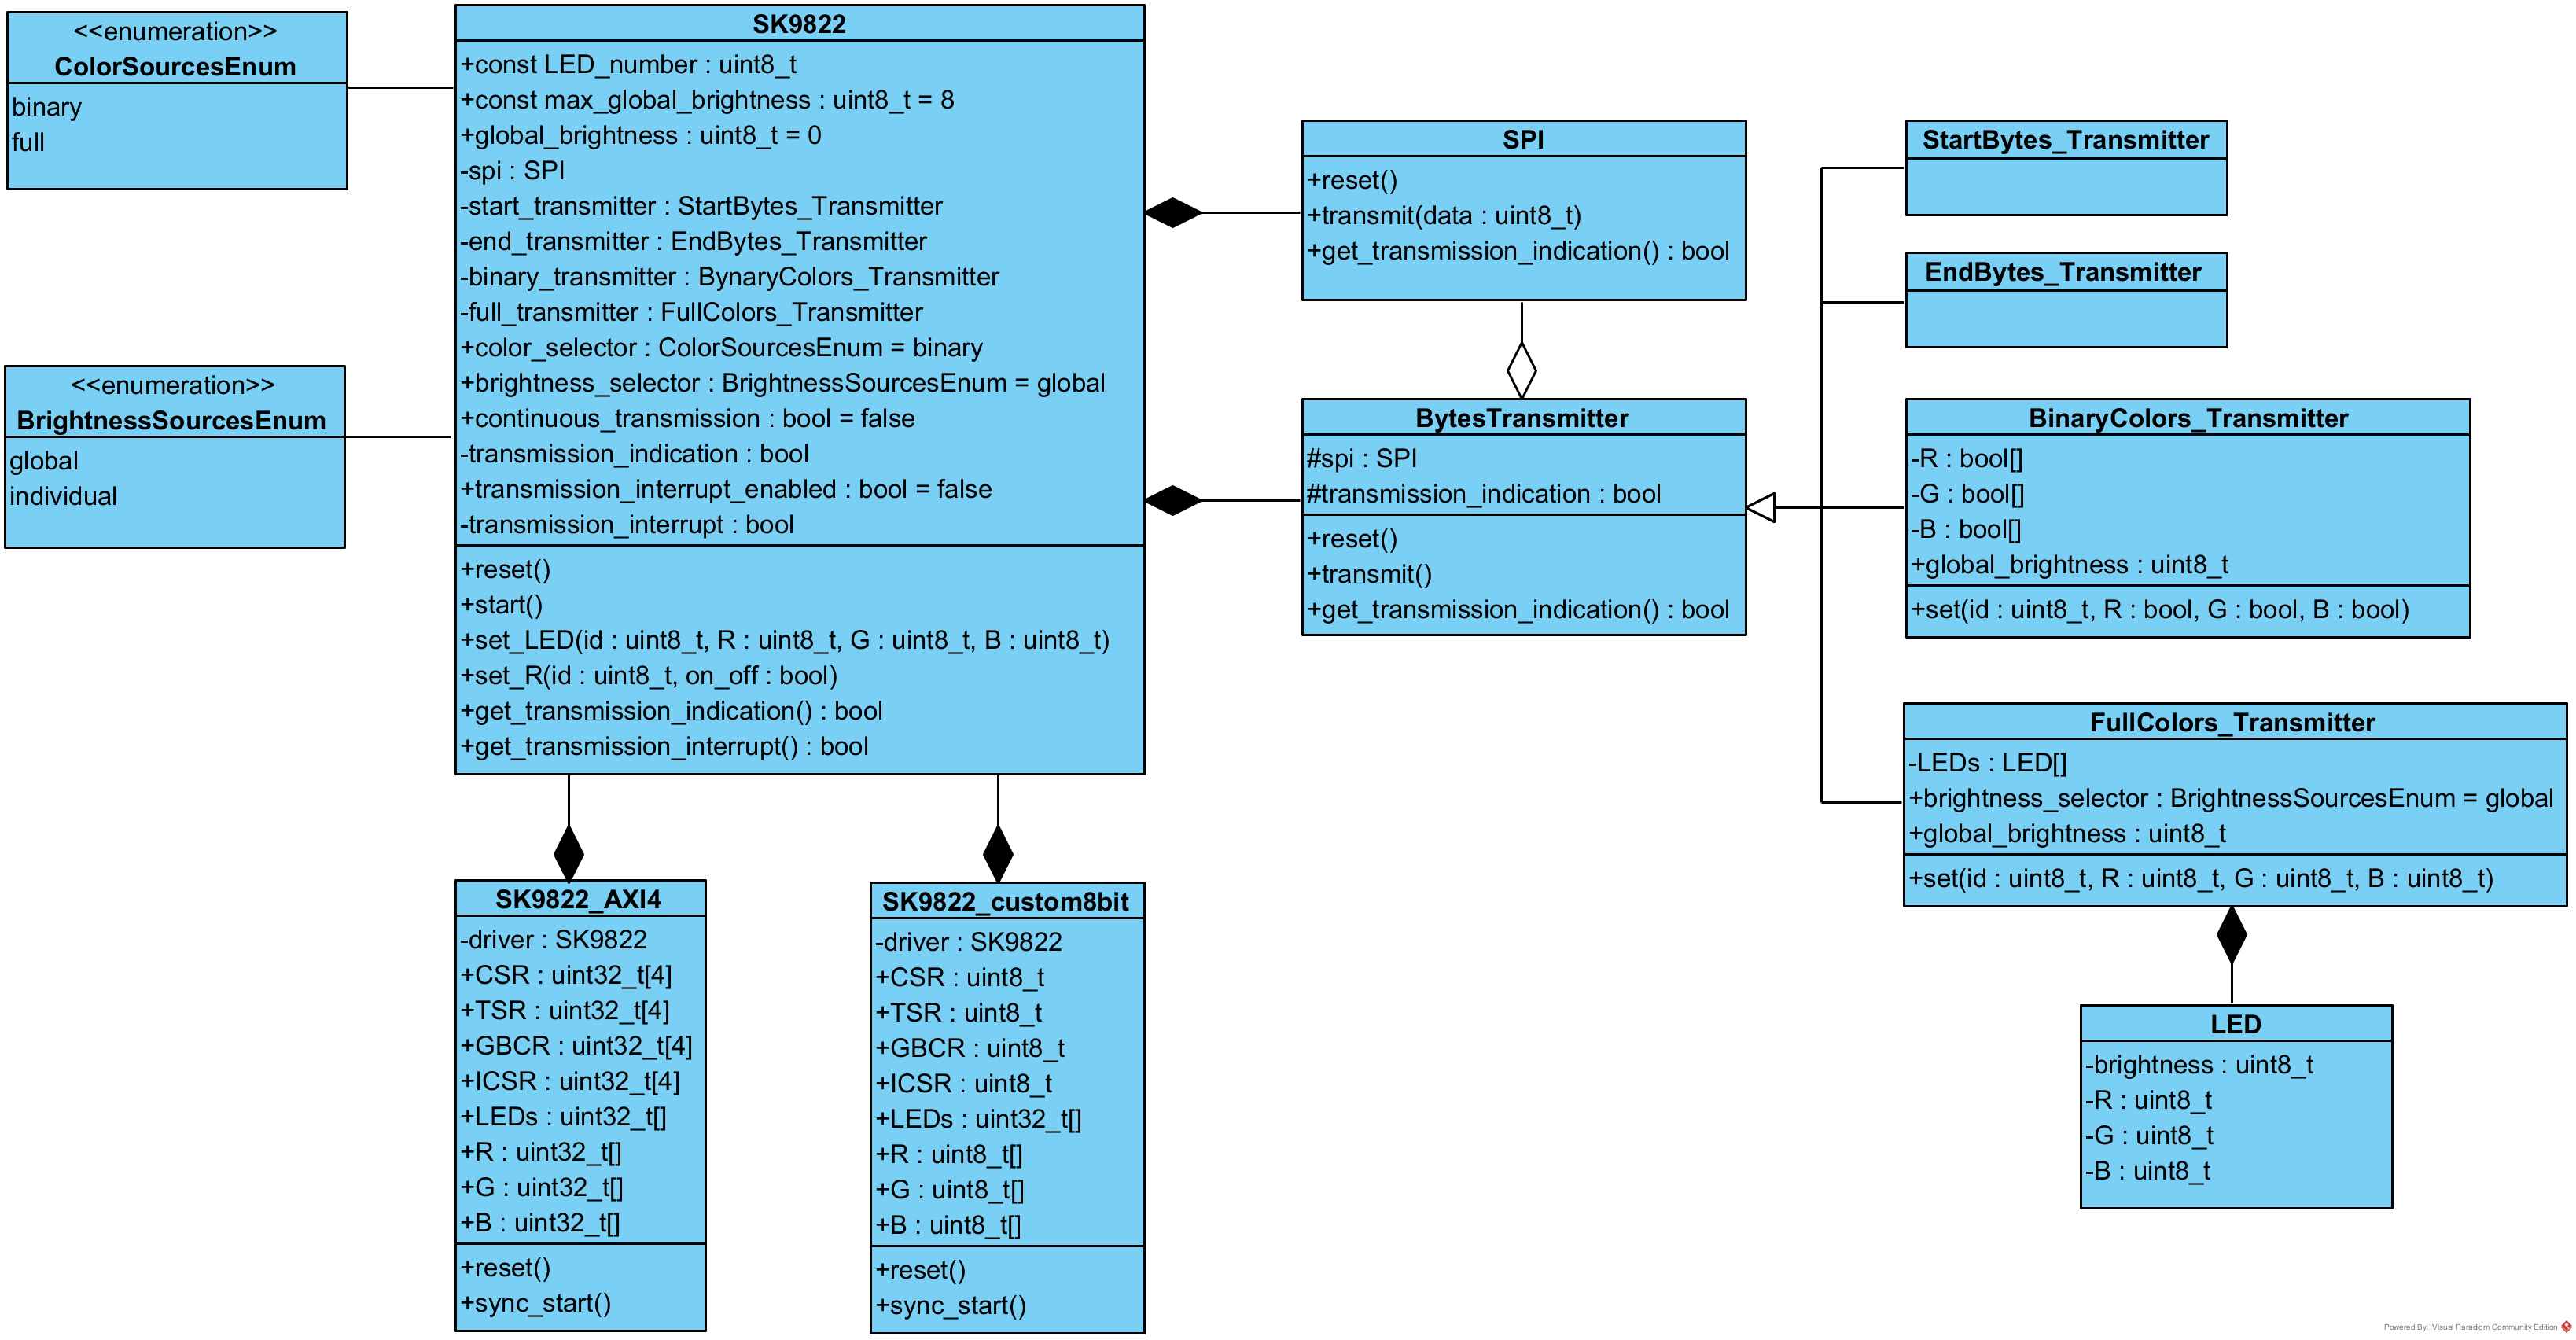 <<enumeration>>
ColorSourcesEnum
binary
full
<<enumeration>>
BrightnessSourcesEnum
global
individual
SK9822
+const LED_number : uint8_t
+const max_global_brightness : uint8_t = 8
+global_brightness : uint8_t = 0
-spi : SPI
-start_transmitter : StartBytes_Transmitter
-end_transmitter : EndBytes_Transmitter
-binary_transmitter : BynaryColors_Transmitter
-full_transmitter : FullColors_Transmitter
+color_selector : ColorSourcesEnum = binary
+brightness_selector : BrightnessSourcesEnum = global
+continuous_transmission : bool = false
-transmission_indication : bool
+transmission_interrupt_enabled : bool = false
-transmission_interrupt : bool
+reset()
+start()
+set_LED(id : uint8_t, R : uint8_t, G : uint8_t, B : uint8_t)
+set_R(id : uint8_t, on_off : bool)
+get_transmission_indication() : bool
+get_transmission_interrupt() : bool
SK9822_AXI4
-driver : SK9822
+CSR : uint32_t[4]
+TSR : uint32_t[4]
+GBCR : uint32_t[4]
+ICSR : uint32_t[4]
+LEDs : uint32_t[]
+R : uint32_t[]
+G : uint32_t[]
+B : uint32_t[]
+reset()
+sync_start()
SK9822_custom8bit
-driver : SK9822
+CSR : uint8_t
+TSR : uint8_t
+GBCR : uint8_t
+ICSR : uint8_t
+LEDs : uint32_t[]
+R : uint8_t[]
+G : uint8_t[]
+B : uint8_t[]
+reset()
+sync_start()
SPI
+reset()
+transmit(data : uint8_t)
+get_transmission_indication() : bool
BytesTransmitter
#spi : SPI
#transmission_indication : bool
+reset()
+transmit()
+get_transmission_indication() : bool
StartBytes_Transmitter
EndBytes_Transmitter
BinaryColors_Transmitter
-R : bool[]
-G : bool[]
-B : bool[]
+global_brightness : uint8_t
+set(id : uint8_t, R : bool, G : bool, B : bool)
FullColors_Transmitter
-LEDs : LED[]
+brightness_selector : BrightnessSourcesEnum = global
+global_brightness : uint8_t
+set(id : uint8_t, R : uint8_t, G : uint8_t, B : uint8_t)
LED
-brightness : uint8_t
-R : uint8_t
-G : uint8_t
-B : uint8_t
Powered By Visual Paradigm Community Edition